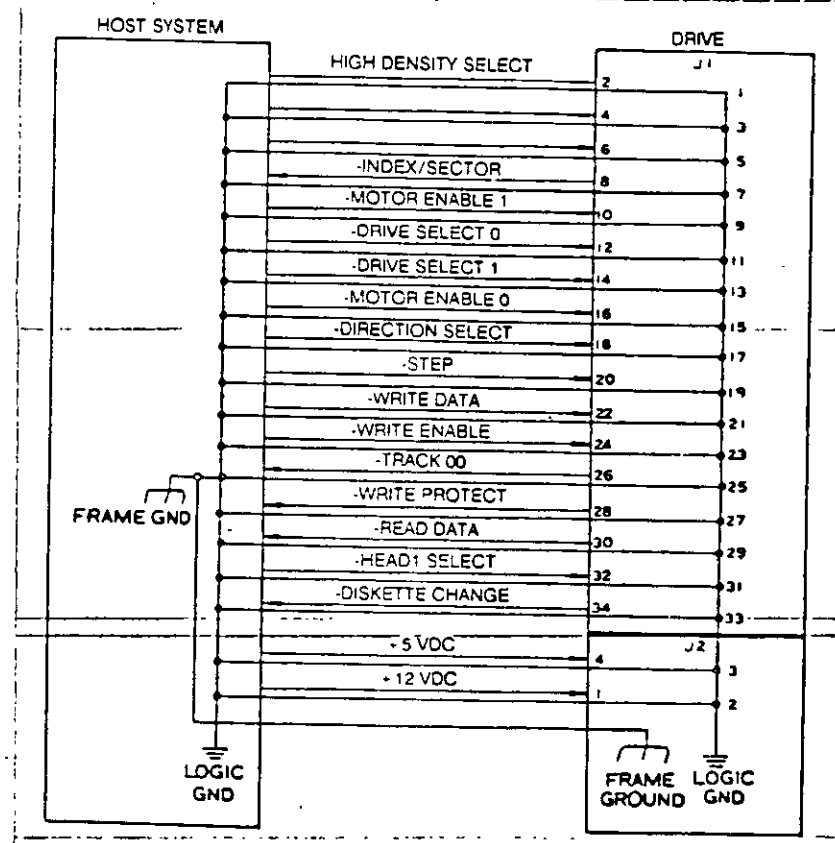 HOST SYSTEM
DRIVE
J1
HIGH DENSITY SELECT
2
1
4
3
6
5
-INDEX/SECTOR
8
7
-MOTOR ENABLE 1
10
9
-DRIVE SELECT 0
12
11
-DRIVE SELECT 1
14
13
-MOTOR ENABLE 0
16
15
-DIRECTION SELECT
18
17
-STEP
20
19
-WRITE DATA
22
21
-WRITE ENABLE
24
23
-TRACK 00
26
25
FRAME GND
-WRITE PROTECT
28
27
-READ DATA
30
29
-HEAD1 SELECT
32
31
-DISKETTE CHANGE
34
33
J2
+5 VDC
4
3
+12 VDC
1
2
LOGIC
GND
FRAME
GROUND
LOGIC
GND